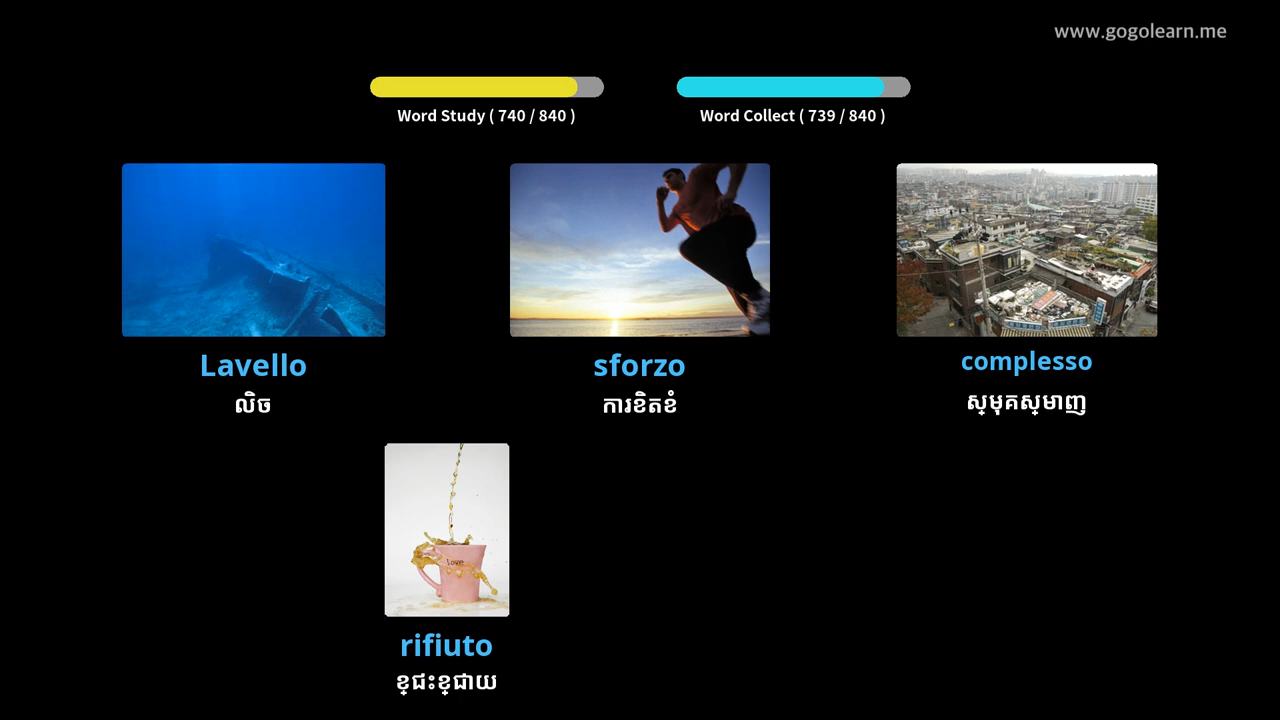 www.gogolearn.me
Word Study ( 740 / 840 )
Word Collect ( 739 / 840 )
Lavello
លិច
sforzo
ការខិតខំ
complesso
ស្មុគស្មាញ
love
rifiuto
ខ្ជះខ្ជាយ